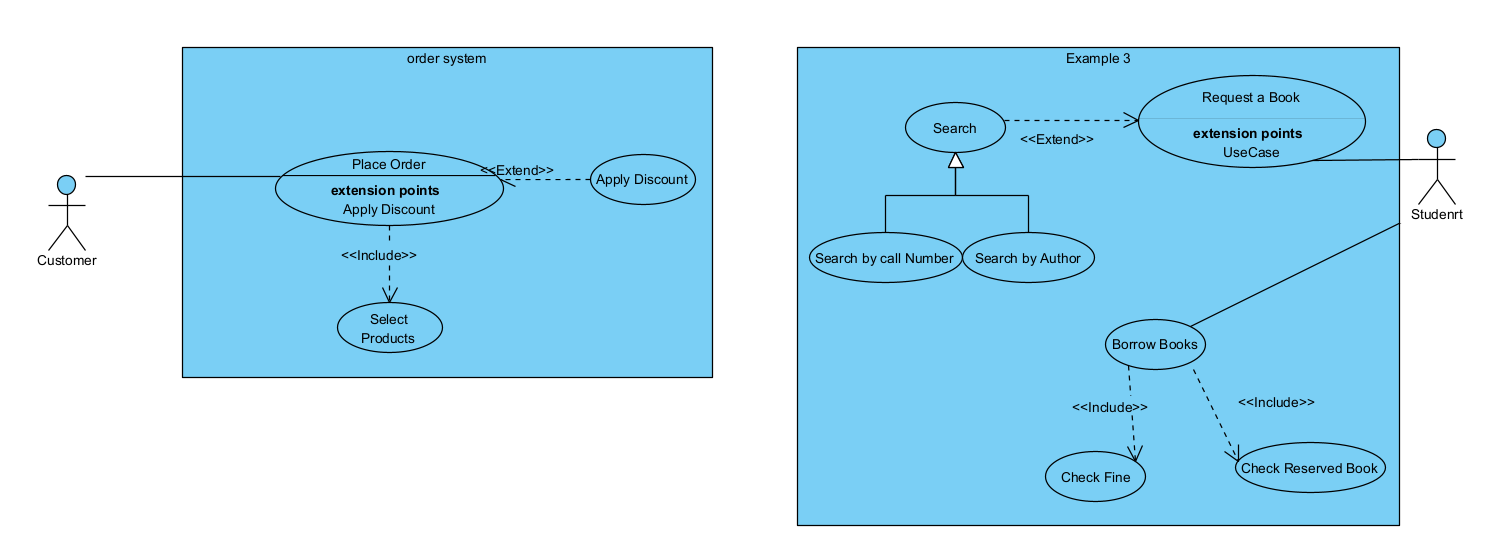 order system
Place Order
extension points
Apply Discount
<<Extend>>
Apply Discount
<<Include>>
Select
Products
Customer
Example 3
Search
<<Extend>>
Request a Book
extension points
UseCase
Studenrt
Search by call Number
Search by Author
Borrow Books
<<Include>>
<<Include>>
Check Fine
Check Reserved Book